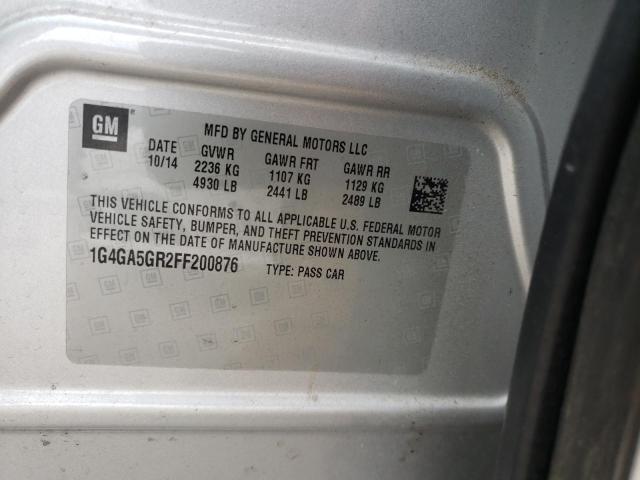 GM
MFD BY GENERAL MOTORS LLC
DATE GVWR GAWR FRT GAWR RR
10/14 2236 KG 1107 KG 1129 KG
4930 LB 2441 LB 2489 LB
THIS VEHICLE CONFORMS TO ALL APPLICABLE U.S. FEDERAL MOTOR
VEHICLE SAFETY, BUMPER, AND THEFT PREVENTION STANDARDS IN
EFFECT ON THE DATE OF MANUFACTURE SHOWN ABOVE.
1G4GA5GR2FF200876 TYPE: PASS CAR